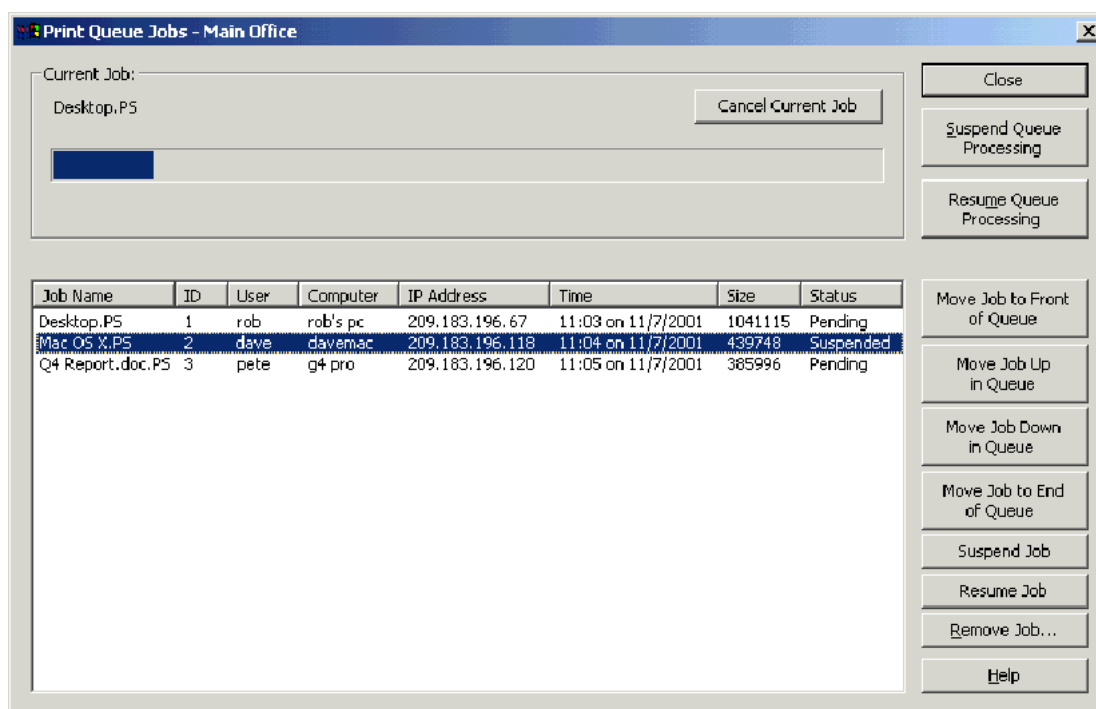 Print Queue Jobs - Main Office
Current Job:
Desktop.PS
Cancel Current Job
Close
Suspend Queue
Processing
Resume Queue
Processing
Job Name ID User Computer IP Address Time Size Status
Desktop.PS 1 rob rob's pc 209.183.196.67 11:03 on 11/7/2001 1041115 Pending
Mac OS X.PS 2 dave davemac 209.183.196.118 11:04 on 11/7/2001 439748 Suspended
Q4 Report.doc.PS 3 pete g4 pro 209.183.196.120 11:05 on 11/7/2001 385996 Pending
Move Job to Front
of Queue
Move Job Up
in Queue
Move Job Down
in Queue
Move Job to End
of Queue
Suspend Job
Resume Job
Remove Job...
Help